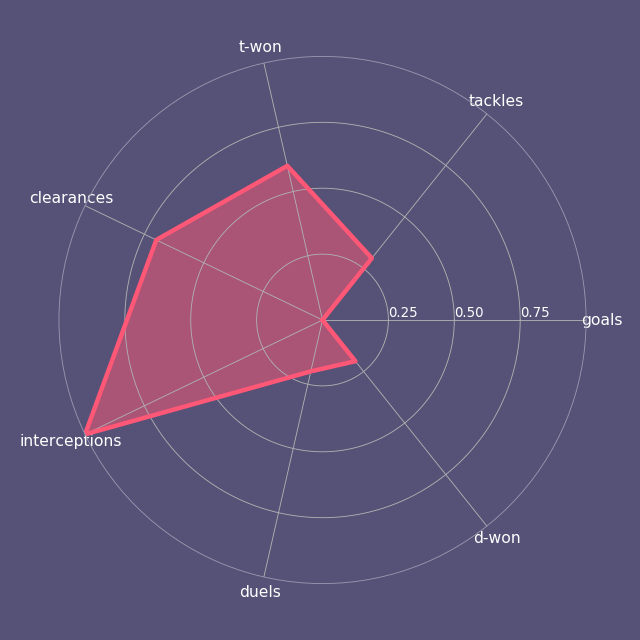 t-won
tackles
clearances
0.25 0.50 0.75
goals
interceptions
d-won
duels